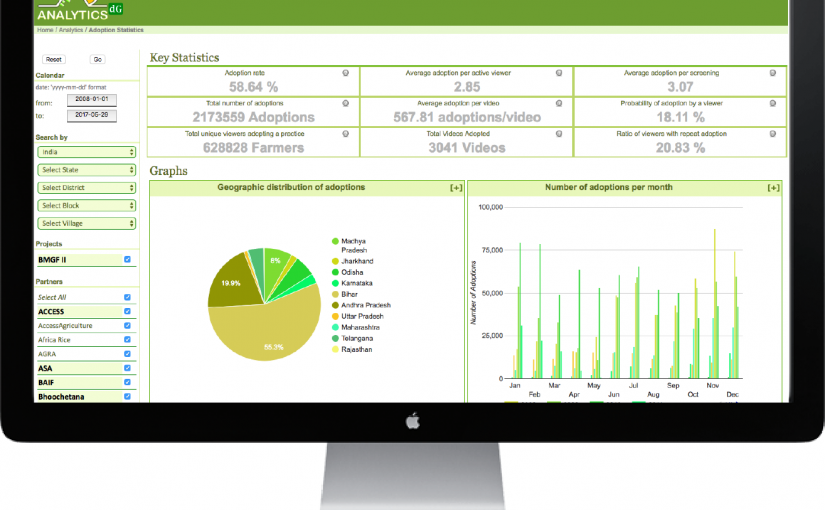 ANALYTICS dG
Home / Analytics / Adoption Statistics
Reset Go
Calendar
date: 'yyyy-mm-dd' format
from: 2008-01-01
to: 2017-05-29
Search by
India
Select State
Select District
Select Block
Select Village
Projects
BMGF II
Partners
Select All
ACCESS
AccessAgriculture
Africa Rice
AGRA
ASA
BAIF
Bhoochetana
Key Statistics
Adoption rate
58.64 %
Average adoption per active viewer
2.85
Average adoption per screening
3.07
Total number of adoptions
2173559 Adoptions
Average adoption per video
567.81 adoptions/video
Probability of adoption by a viewer
18.11 %
Total unique viewers adopting a practise
628828 Farmers
Total Videos Adopted
3041 Videos
Ratio of viewers with repeat adoption
20.83 %
Graphs
Geographic distribution of adoptions [+]
8%
19.9%
55.3%
Madhya
Pradesh
Jharkhand
Odisha
Karnataka
Bihar
Andhra Pradesh
Uttar Pradesh
Maharashtra
Telangana
Rajasthan
Number of adoptions per month [+]
Number of Adoptions
100,000
75,000
50,000
25,000
0
Jan Mar May Jul Sep Nov
Feb Apr Jun Aug Oct Dec